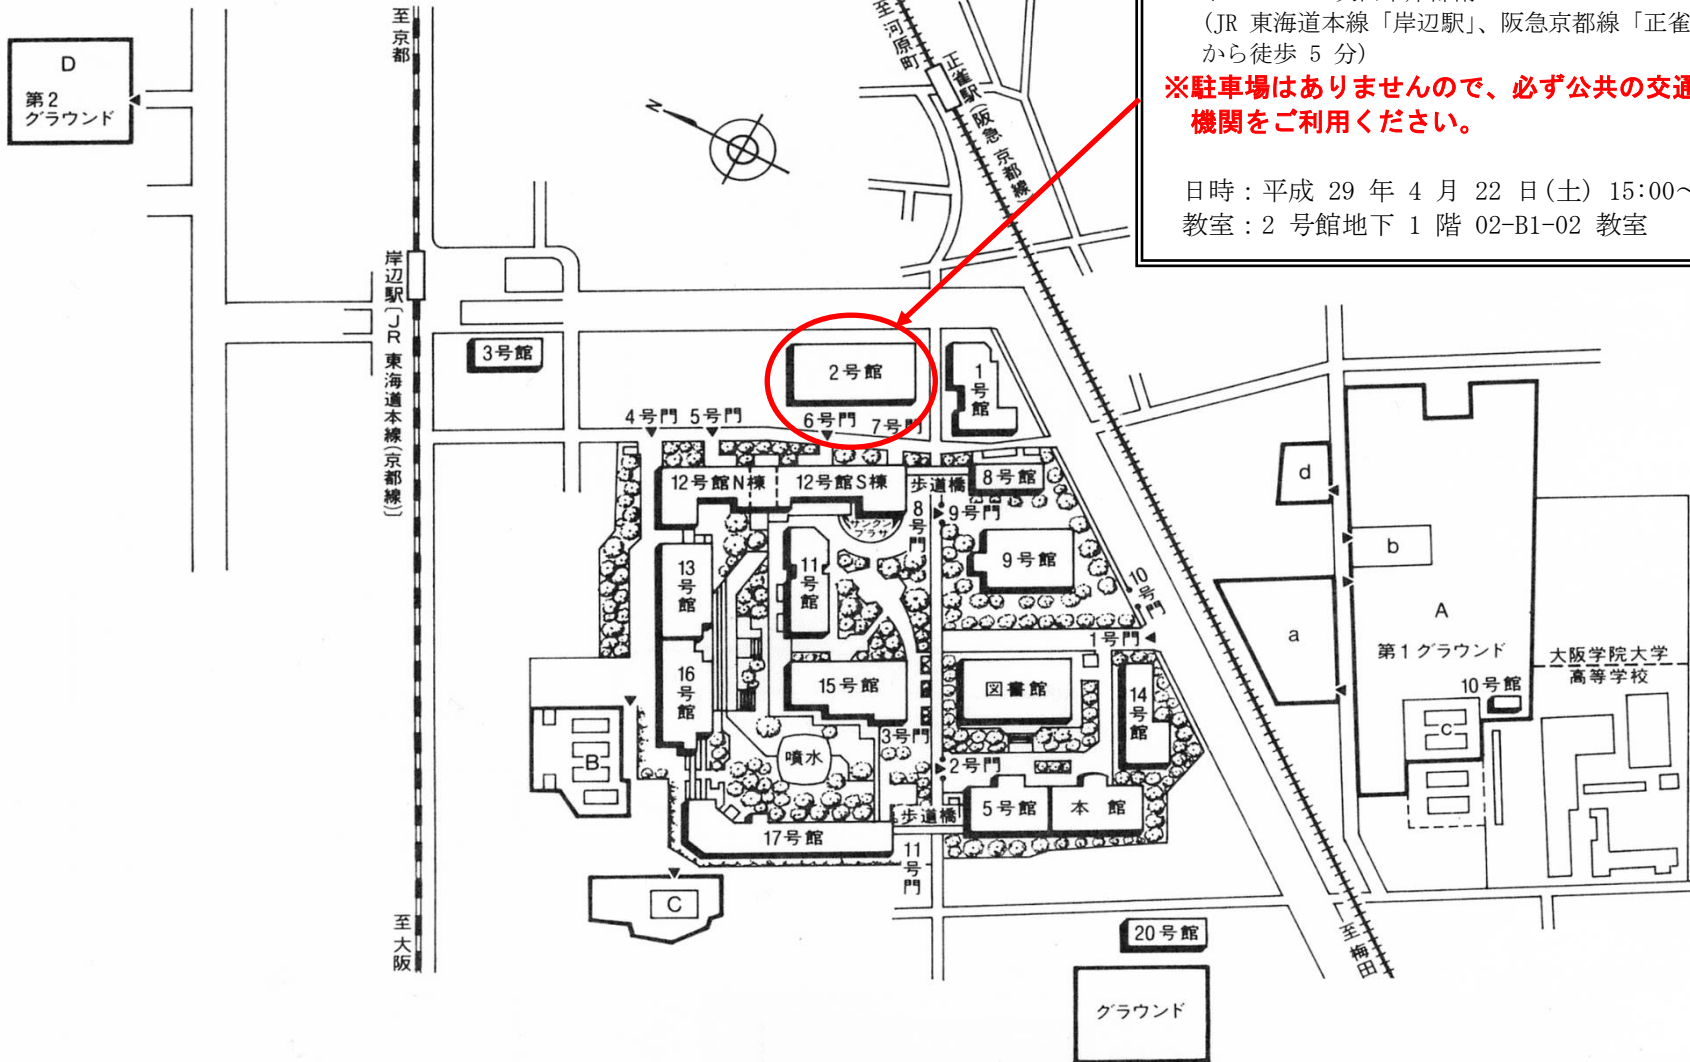 至京都
至河原町
正雀駅(阪急京都線)
(JR 東海道本線「岸辺駅」、阪急京都線「正雀
から徒歩 5 分)
※駐車場はありませんので、必ず公共の交通
機関をご利用ください。
日時：平成 29 年 4 月 22 日(土) 15:00～
教室：2 号館地下 1 階 02-B1-02 教室
D
第2
グラウンド
N
岸辺駅〔JR 東海道本線(京都線)〕
3号館
2号館
1号館
4号門
5号門
6号門
7号門
12号館N棟
12号館S棟
歩道橋
8号館
サンクン
プラザ
8号門
9号門
13号館
11号館
9号館
10号門
1号門
16号館
15号館
図書館
14号館
3号門
噴水
2号門
B
5号館
本館
歩道橋
17号館
11号門
C
d
b
a
A
第1グラウンド
大阪学院大学
高等学校
10号館
c
至大阪
20号館
至梅田
グラウンド